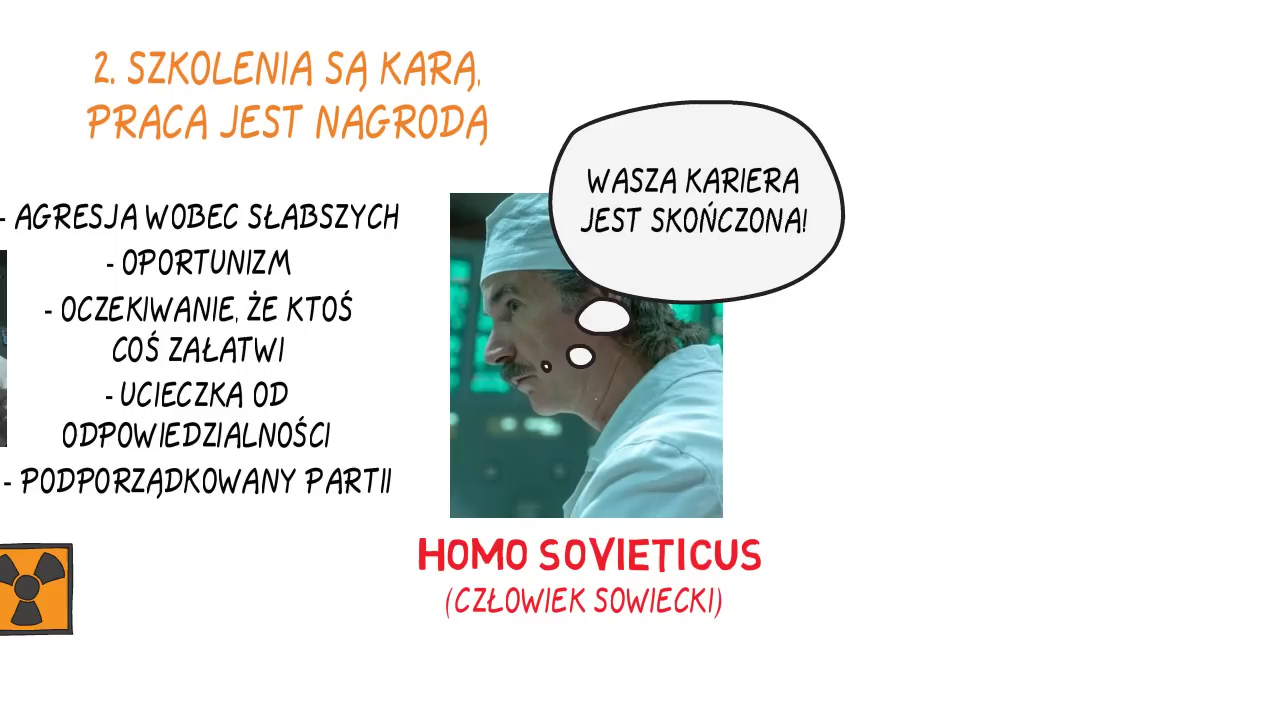 2. SZKOLENIA SĄ KARĄ,
PRACA JEST NAGRODĄ
WASZA KARIERA
JEST SKOŃCZONA!
- AGRESJA WOBEC SŁABSZYCH
- OPORTUNIZM
- OCZEKIWANIE, ŻE KTOŚ
COŚ ZAŁATWI
- UCIECZKA OD
ODPOWIEDZIALNOŚCI
- PODPORZĄDKOWANY PARTII
HOMO SOVIETICUS
(CZŁOWIEK SOWIECKI)